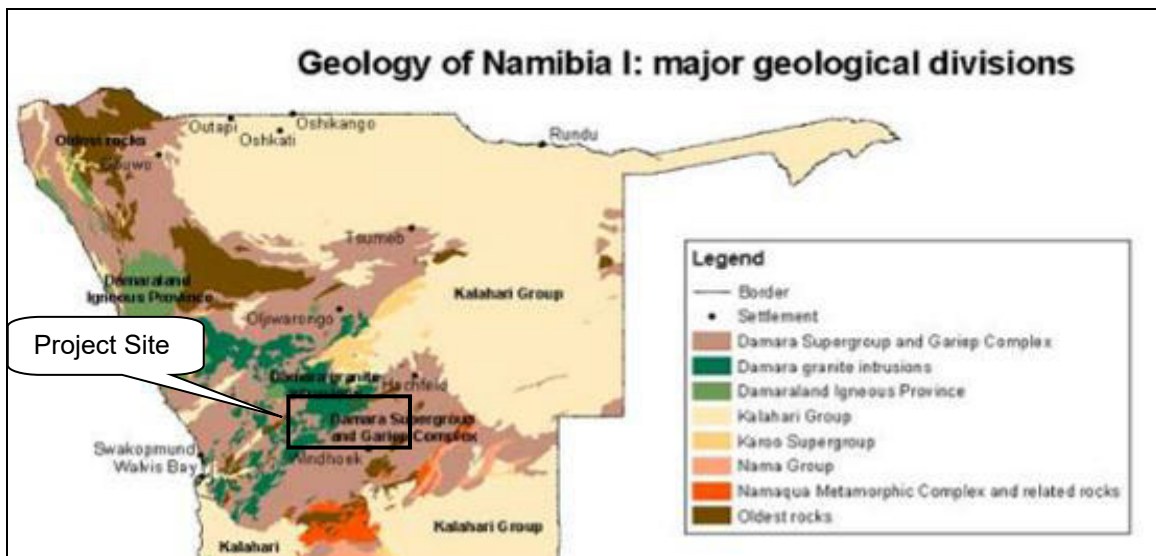 Geology of Namibia I: major geological divisions
Oldest rocks
Outapi
Oshikango
Oshkati
Rundu
Opuwo
Tsumeb
Damaraland
Igneous Province
Kalahari Group
Otjiwarongo
Project Site
Damara granite
Hochfeld
Damara Supergroup
and Gariep Complex
Swakopmund
Walvis Bay
Windhoek
Kalahari
Kalahari Group
Legend
Border
Settlement
Damara Supergroup and Gariep Complex
Damara granite intrusions
Damaraland Igneous Province
Kalahari Group
Karoo Supergroup
Nama Group
Namaqua Metamorphic Complex and related rocks
Oldest rocks